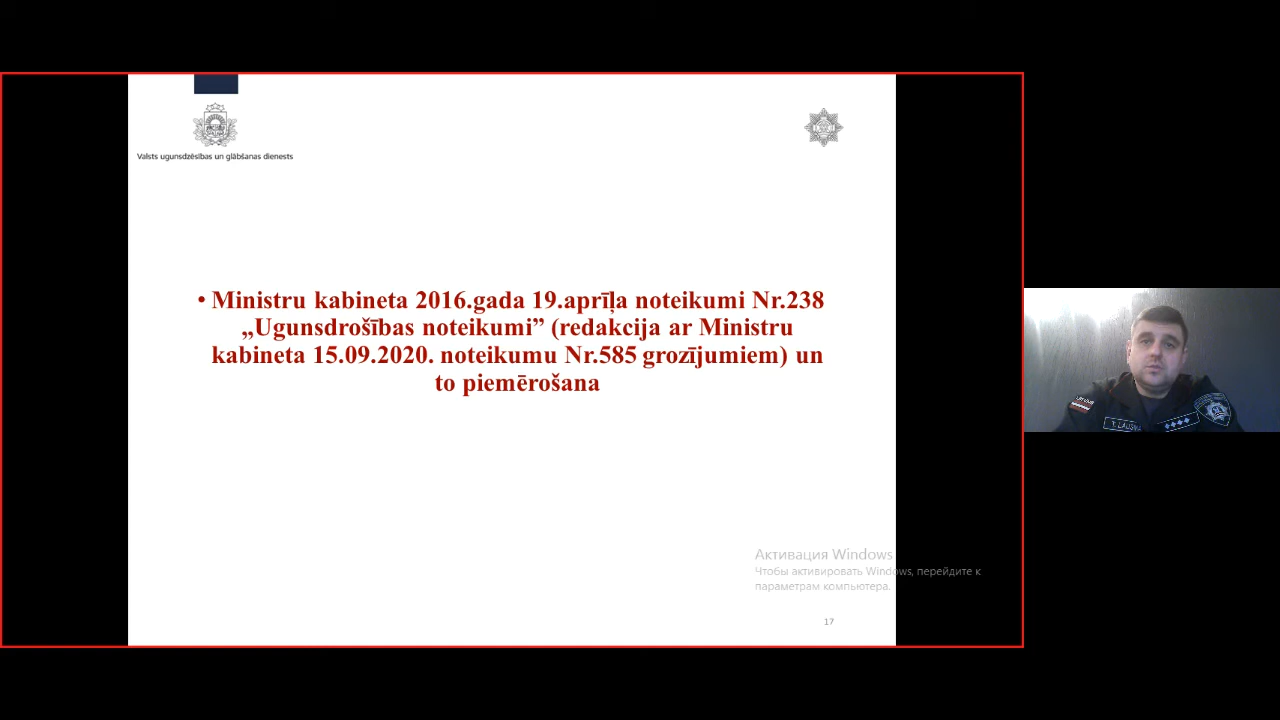 Valsts ugunsdzēsības un glābšanas dienests
• Ministru kabineta 2016.gada 19.aprīļa noteikumi Nr.238
„Ugunsdrošības noteikumi” (redakcija ar Ministru
kabineta 15.09.2020. noteikumu Nr.585 grozījumiem) un
to piemērošana
Активация Windows
Чтобы активировать Windows, перейдите к
параметрам компьютера.
17